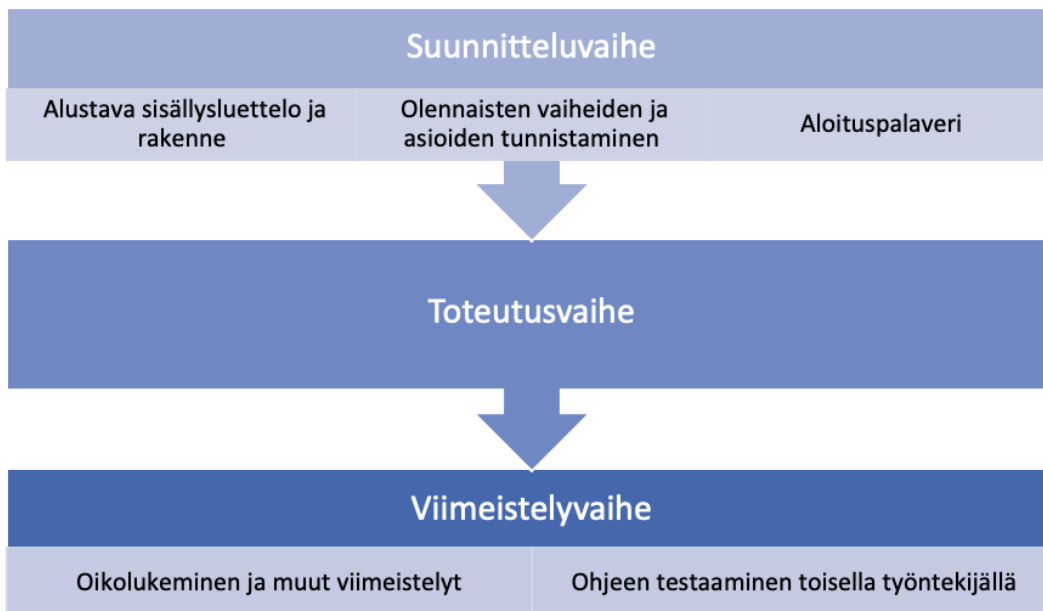 Suunnitteluvaihe
Alustava sisällysluettelo ja
rakenne
Olennaisten vaiheiden ja
asioiden tunnistaminen
Aloituspalaveri
Toteutusvaihe
Viimeistelyvaihe
Oikolukeminen ja muut viimeistelyt
Ohjeen testaaminen toisella työntekijällä